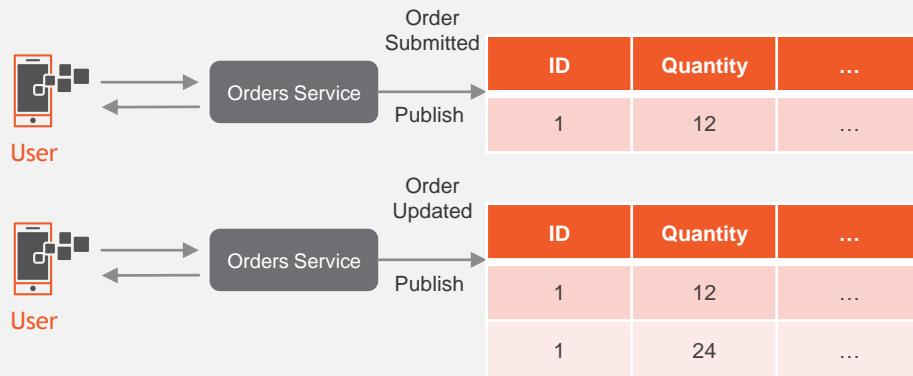 Order
Submitted
User
Orders Service
Publish
ID Quantity …
1 12 …
Order
Updated
User
Orders Service
Publish
ID Quantity …
1 12 …
1 24 …